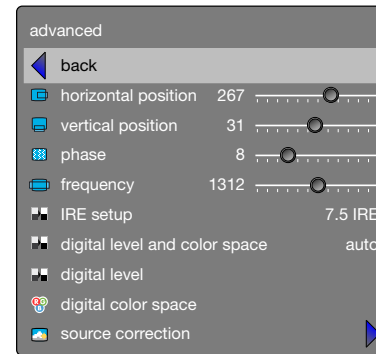 advanced
back
horizontal position 267
vertical position 31
phase 8
frequency 1312
IRE setup 7.5 IRE
digital level and color space auto
digital level
digital color space
source correction